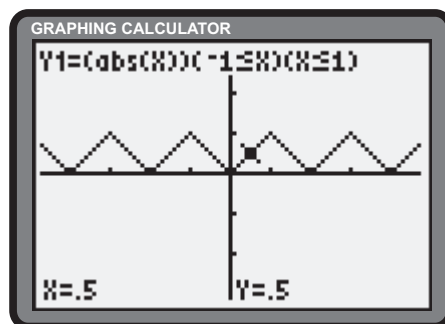 GRAPHING CALCULATOR
Y1=(abs(X))(⁻1≤X)(X≤1)
X=.5 Y=.5